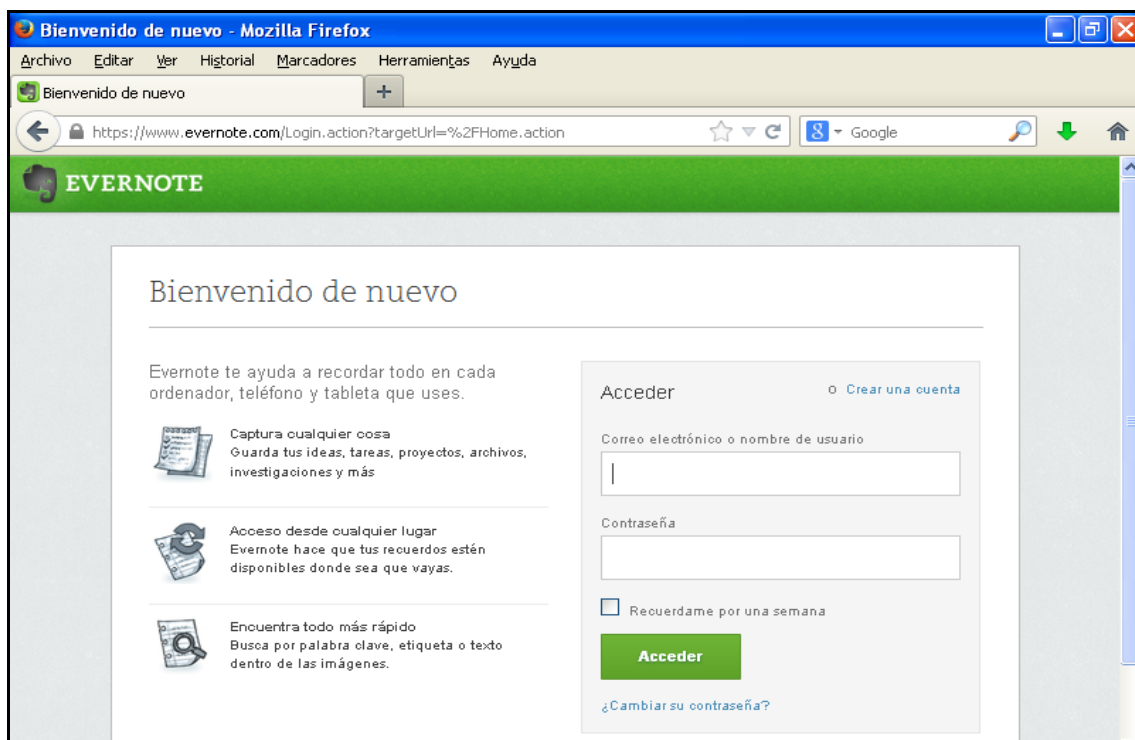 Bienvenido de nuevo - Mozilla Firefox
Archivo Editar Ver Historial Marcadores Herramientas Ayuda
Bienvenido de nuevo +
https://www.evernote.com/Login.action?targetUrl=%2FHome.action 8 Google
EVERNOTE
Bienvenido de nuevo
Evernote te ayuda a recordar todo en cada
ordenador, teléfono y tableta que uses.
Captura cualquier cosa
Guarda tus ideas, tareas, proyectos, archivos,
investigaciones y más
Acceso desde cualquier lugar
Evernote hace que tus recuerdos estén
disponibles donde sea que vayas.
Encuentra todo más rápido
Busca por palabra clave, etiqueta o texto
dentro de las imágenes.
Acceder o Crear una cuenta
Correo electrónico o nombre de usuario
Contraseña
Recuerdame por una semana
Acceder
¿Cambiar su contraseña?